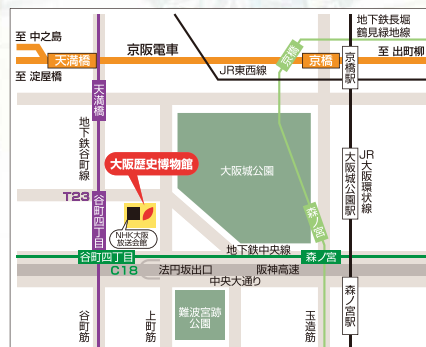 地下鉄長堀
鶴見緑地線
至 中之島
天満橋
京阪電車
京橋
京橋
京橋駅
至 出町柳
至 淀屋橋
JR東西線
天満橋
地下鉄谷町線
大阪歴史博物館
大阪城公園
JR大阪環状線
大阪城公園駅
T23
谷町四丁目
NHK大阪
放送会館
森ノ宮
地下鉄中央線
谷町四丁目
森ノ宮
C18
法円坂出口
阪神高速
中央大通り
森ノ宮駅
難波宮跡
公園
谷町筋
上町筋
玉造筋